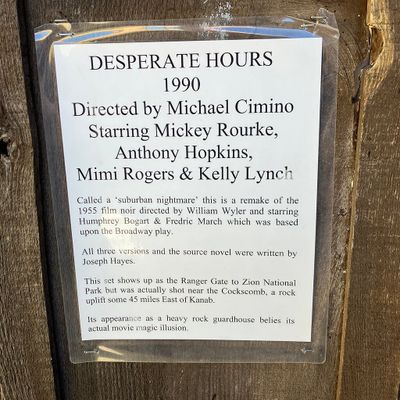 DESPERATE HOURS
1990
Directed by Michael Cimino
Starring Mickey Rourke,
Anthony Hopkins,
Mimi Rogers & Kelly Lynch
Called a ‘suburban nightmare’ this is a remake of the
1955 film noir directed by William Wyler and starring
Humphrey Bogart & Fredric March which was based
upon the Broadway play.
All three versions and the source novel were written by
Joseph Hayes.
This set shows up as the Ranger Gate to Zion National
Park but was actually shot near the Cockscomb, a rock
uplift some 45 miles East of Kanab.
Its appearance as a heavy rock guardhouse belies its
actual movie magic illusion.